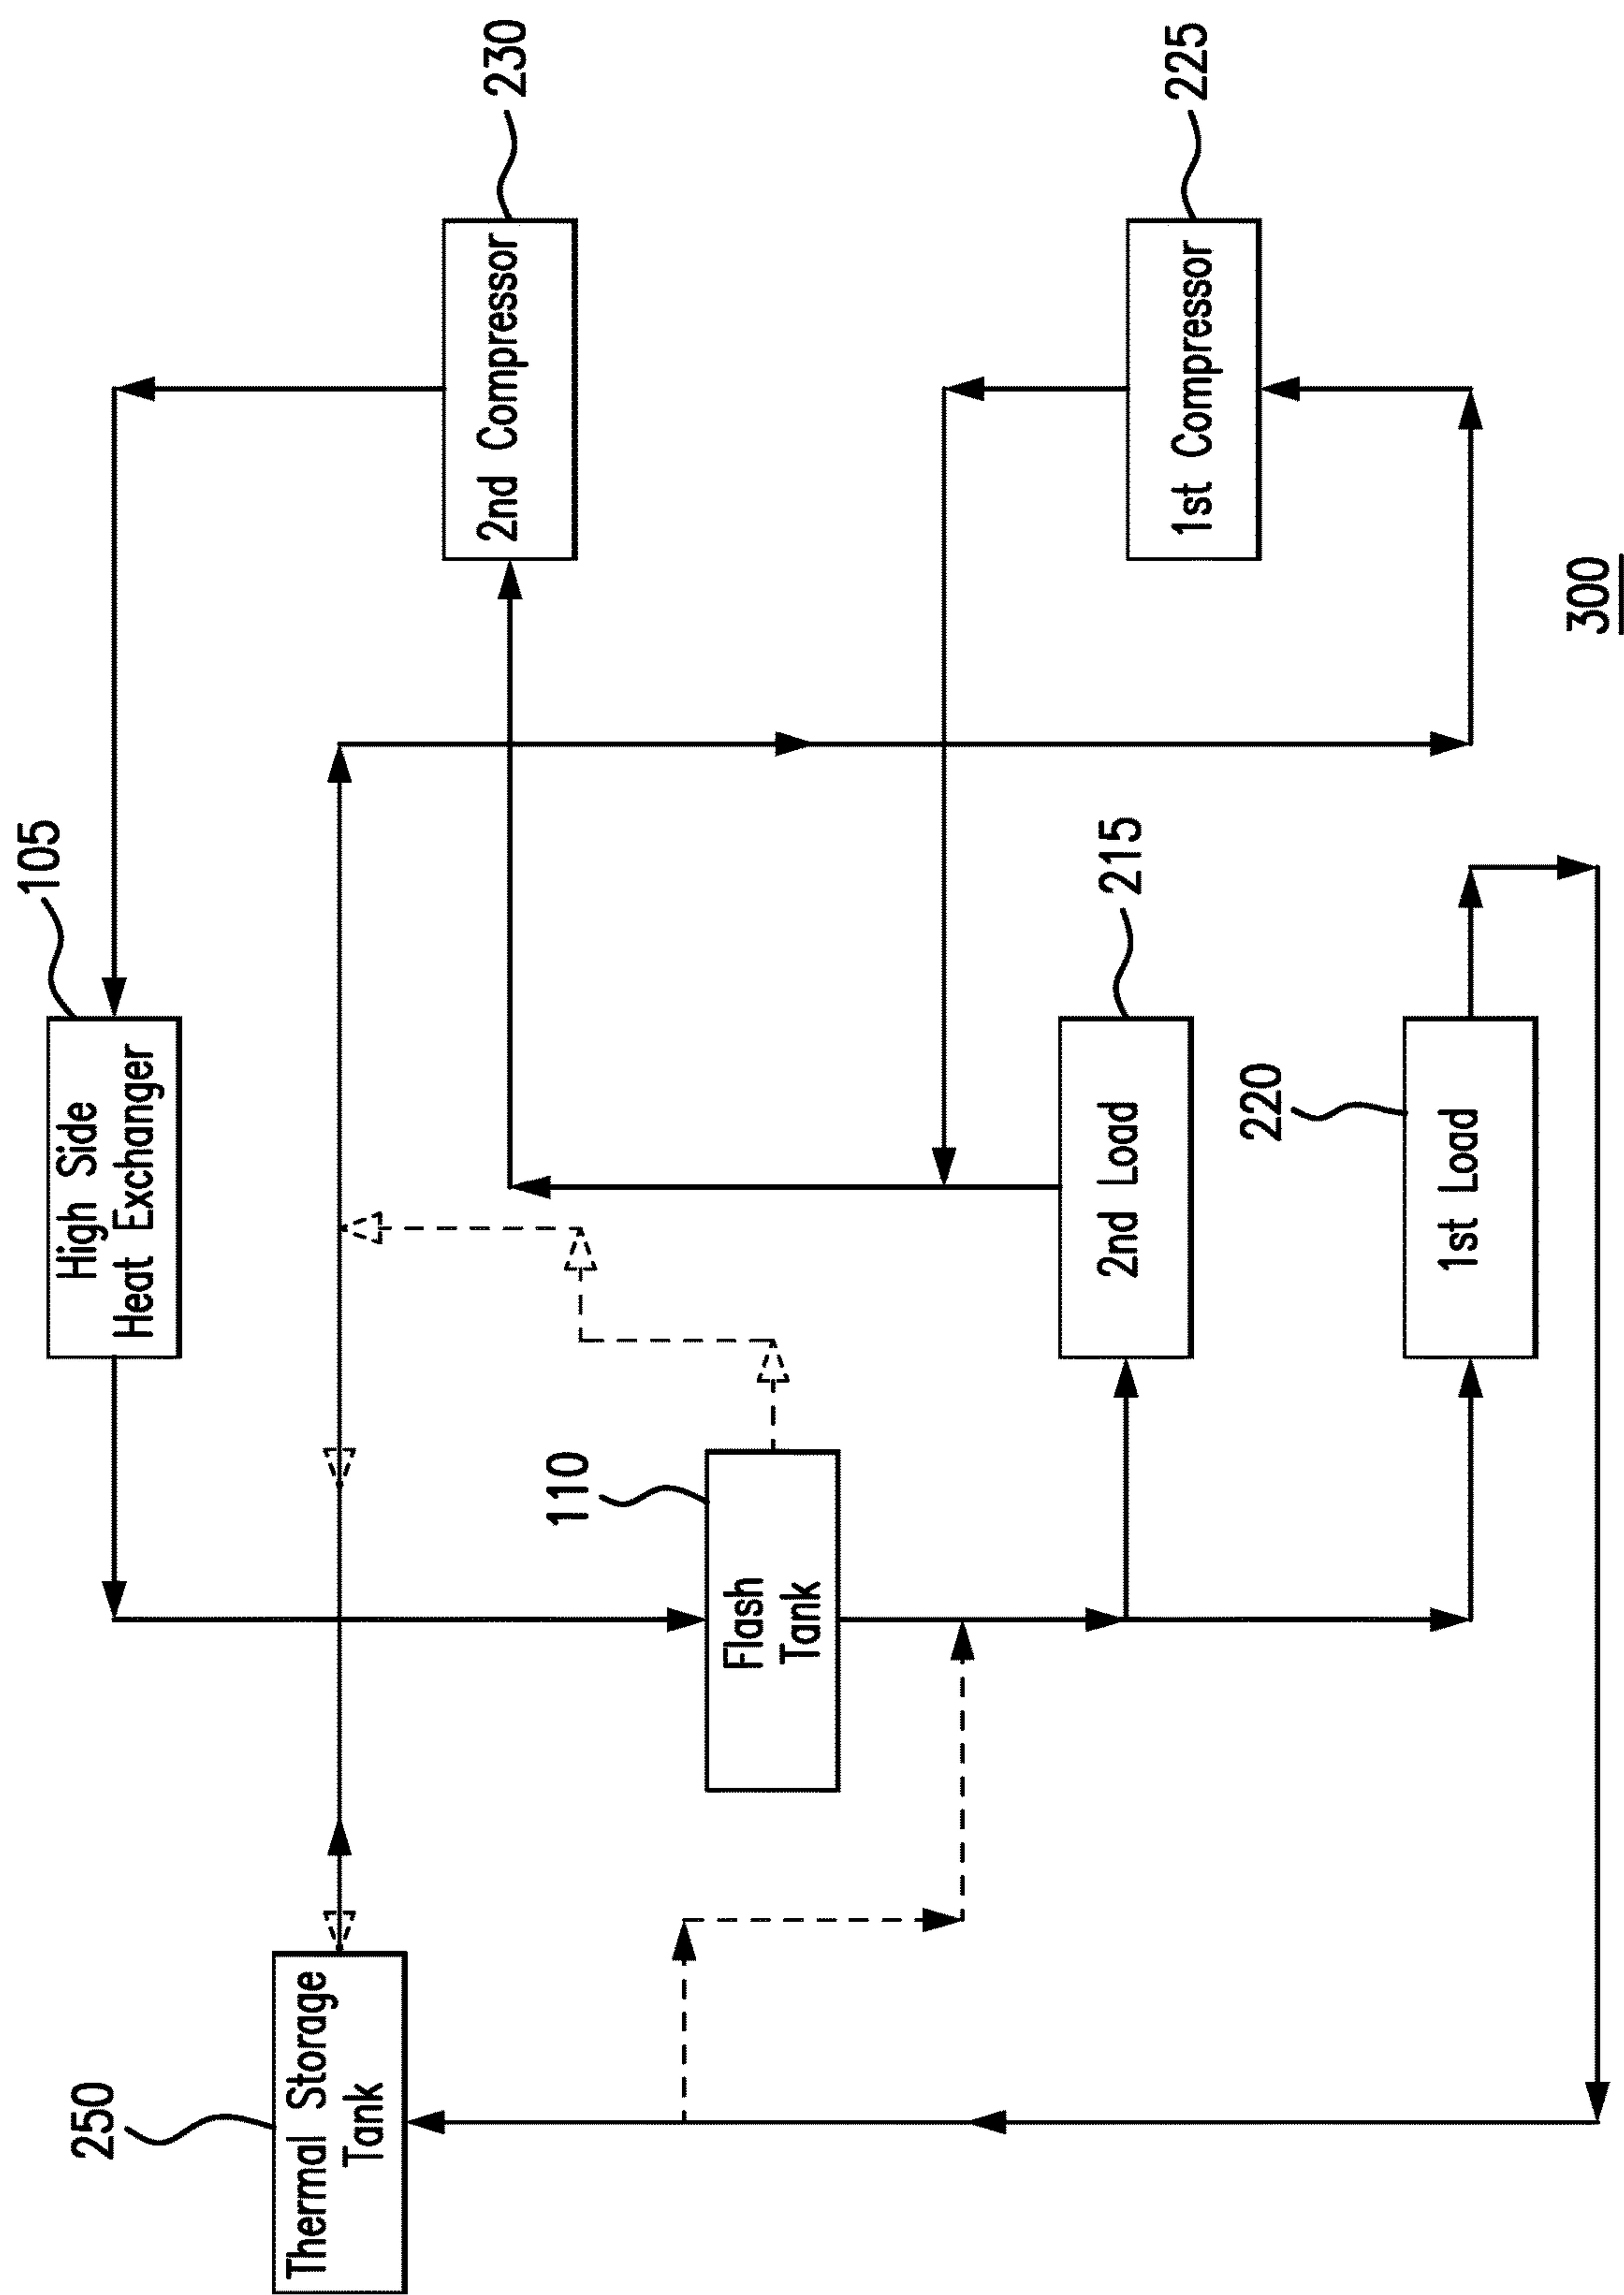 250
Thermal Storage
Tank
High Side
Heat Exchanger
105
2nd Compressor
230
110
Flash
Tank
2nd Load
215
1st Compressor
225
220
1st Load
300